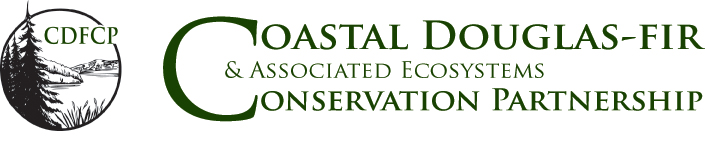 CDFCP
Coastal Douglas-fir
& Associated Ecosystems
Conservation Partnership